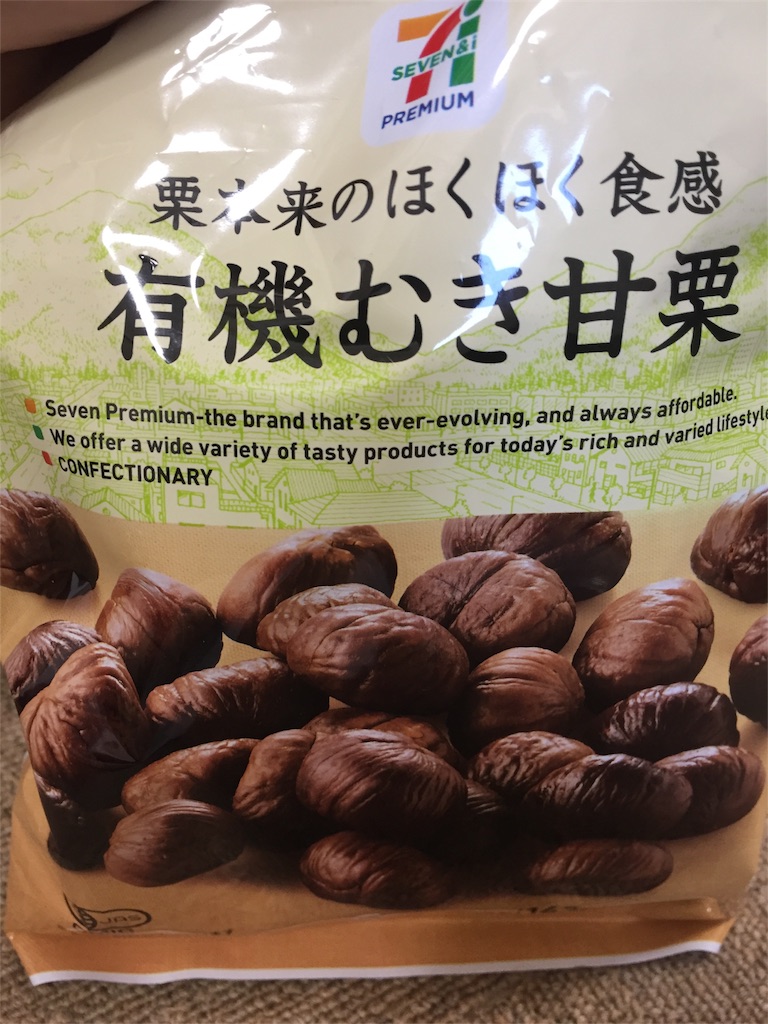 SEVEN&i
PREMIUM
栗本来のほくほく食感
有機むき甘栗
Seven Premium-the brand that's ever-evolving, and always affordable.
We offer a wide variety of tasty products for today's rich and varied lifestyle
CONFECTIONARY
JAS